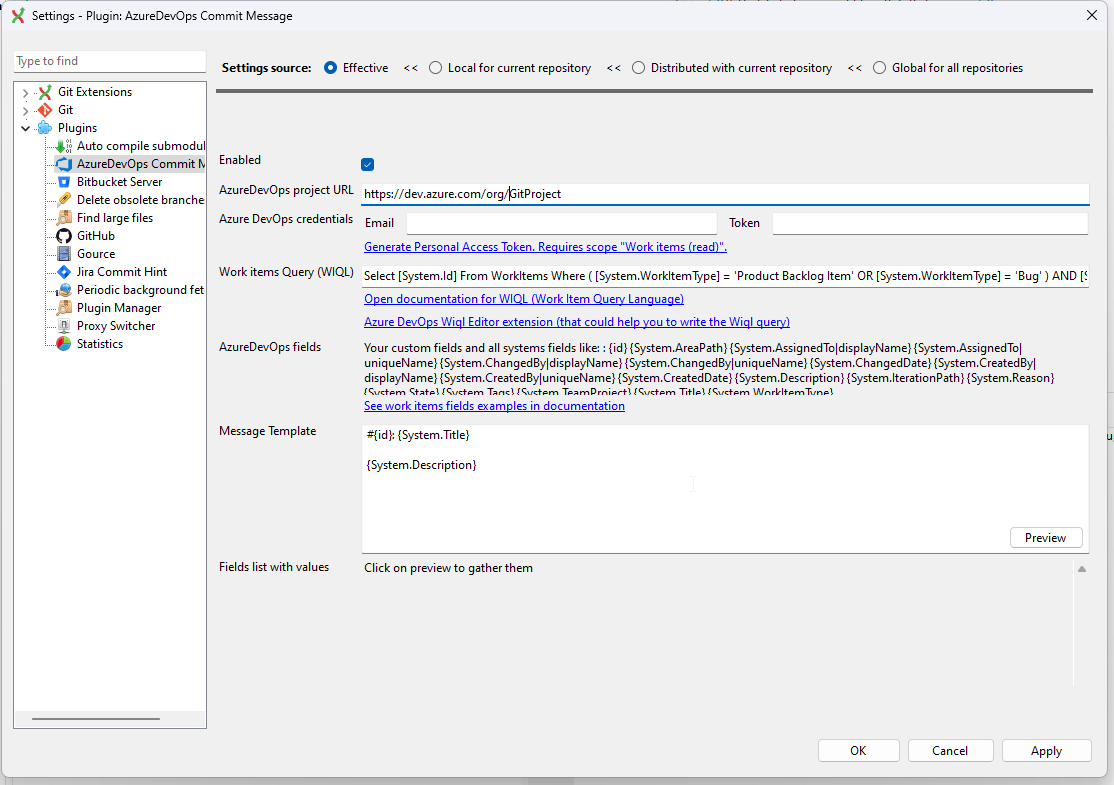 Settings - Plugin: AzureDevOps Commit Message
Type to find
Settings source: Effective << Local for current repository << Distributed with current repository << Global for all repositories
Git Extensions
Git
Plugins
Auto compile submodul
AzureDevOps Commit M
Bitbucket Server
Delete obsolete branche
Find large files
GitHub
Gource
Jira Commit Hint
Periodic background fet
Plugin Manager
Proxy Switcher
Statistics
Enabled
AzureDevOps project URL
https://dev.azure.com/org/GitProject
Azure DevOps credentials
Email
Token
Generate Personal Access Token. Requires scope "Work items (read)".
Work items Query (WIQL)
Select [System.Id] From WorkItems Where ( [System.WorkItemType] = 'Product Backlog Item' OR [System.WorkItemType] = 'Bug' ) AND [S
Open documentation for WIQL (Work Item Query Language)
Azure DevOps Wiql Editor extension (that could help you to write the Wiql query)
AzureDevOps fields
Your custom fields and all systems fields like: : {id} {System.AreaPath} {System.AssignedTo|displayName} {System.AssignedTo|
uniqueName} {System.ChangedBy|displayName} {System.ChangedBy|uniqueName} {System.ChangedDate} {System.CreatedBy|
displayName} {System.CreatedBy|uniqueName} {System.CreatedDate} {System.Description} {System.IterationPath} {System.Reason}
{System.State} {System.Tags} {System.TeamProject} {System.Title} {System.WorkItemType}
See work items fields examples in documentation
Message Template
#{id}: {System.Title}
{System.Description}
Preview
Fields list with values
Click on preview to gather them
OK
Cancel
Apply